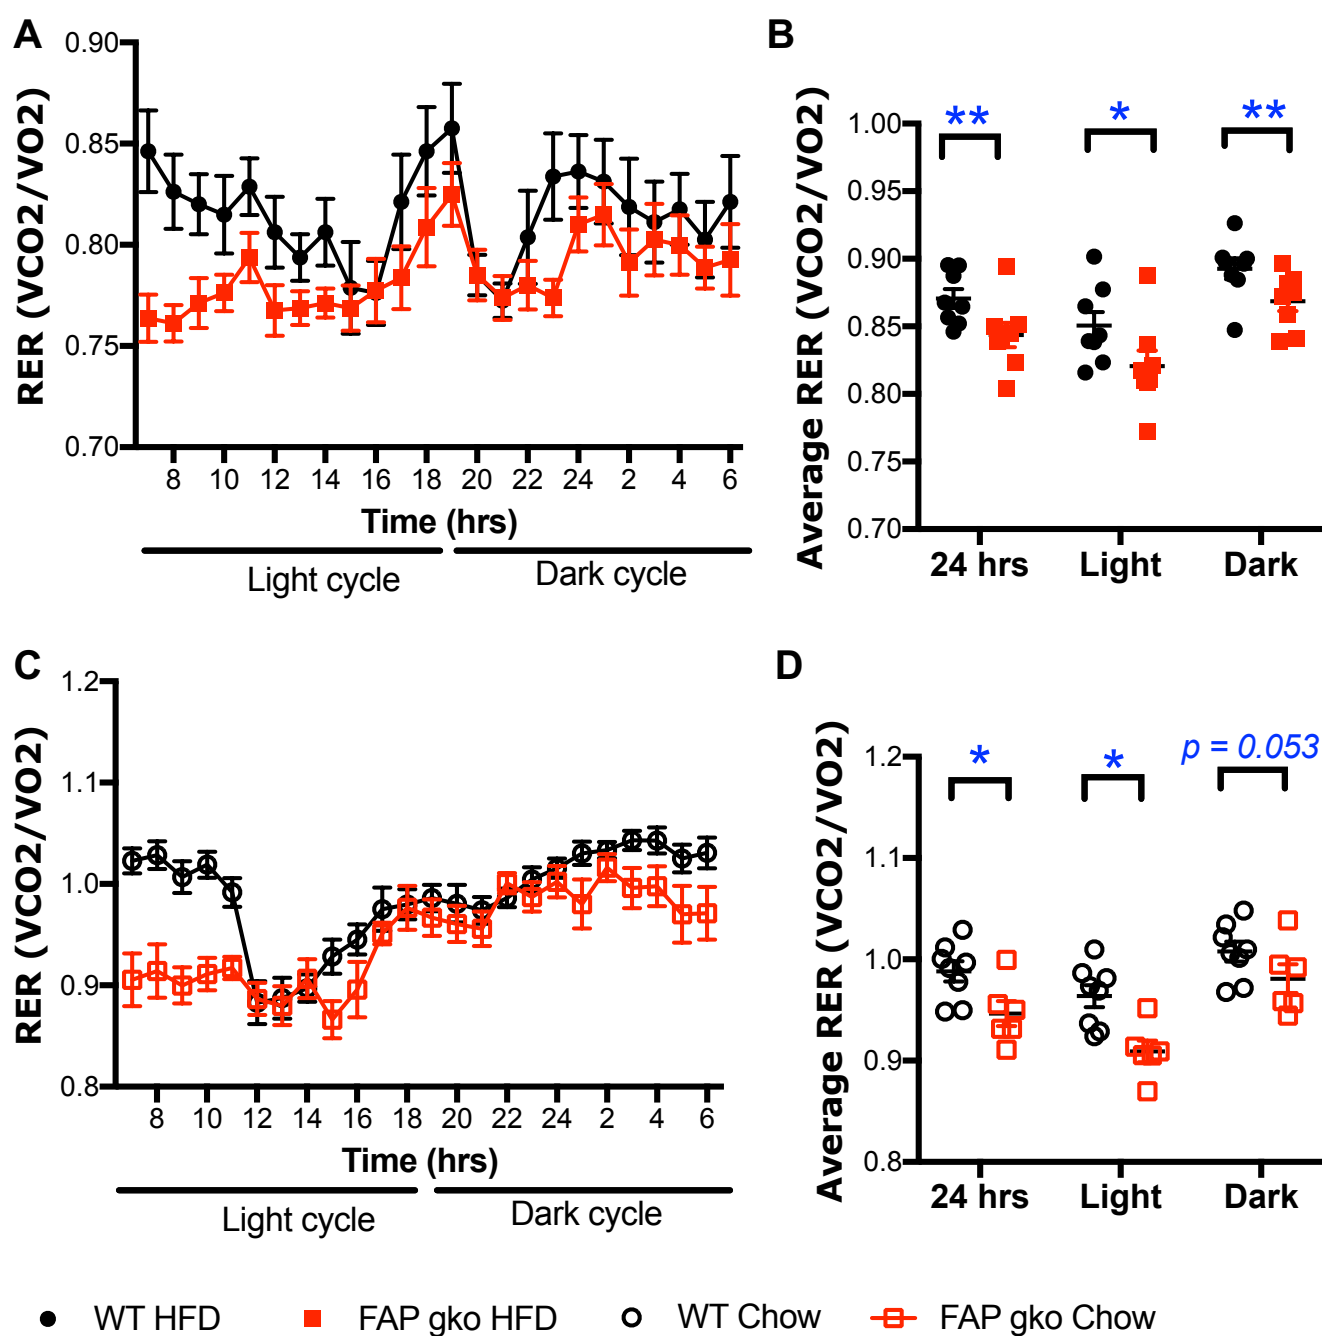 A
B
RER (VCO2/VO2)
0.90
0.85
0.80
0.75
0.70
8 10 12 14 16 18 20 22 24 2 4 6
Time (hrs)
Light cycle Dark cycle
Average RER (VCO2/VO2)
1.00
0.95
0.90
0.85
0.80
0.75
0.70
** * **
24 hrs Light Dark
C
D
RER (VCO2/VO2)
1.2
1.1
1.0
0.9
0.8
8 10 12 14 16 18 20 22 24 2 4 6
Time (hrs)
Light cycle Dark cycle
Average RER (VCO2/VO2)
1.2
1.1
1.0
0.9
0.8
* * p = 0.053
24 hrs Light Dark
WT HFD FAP gko HFD WT Chow FAP gko Chow